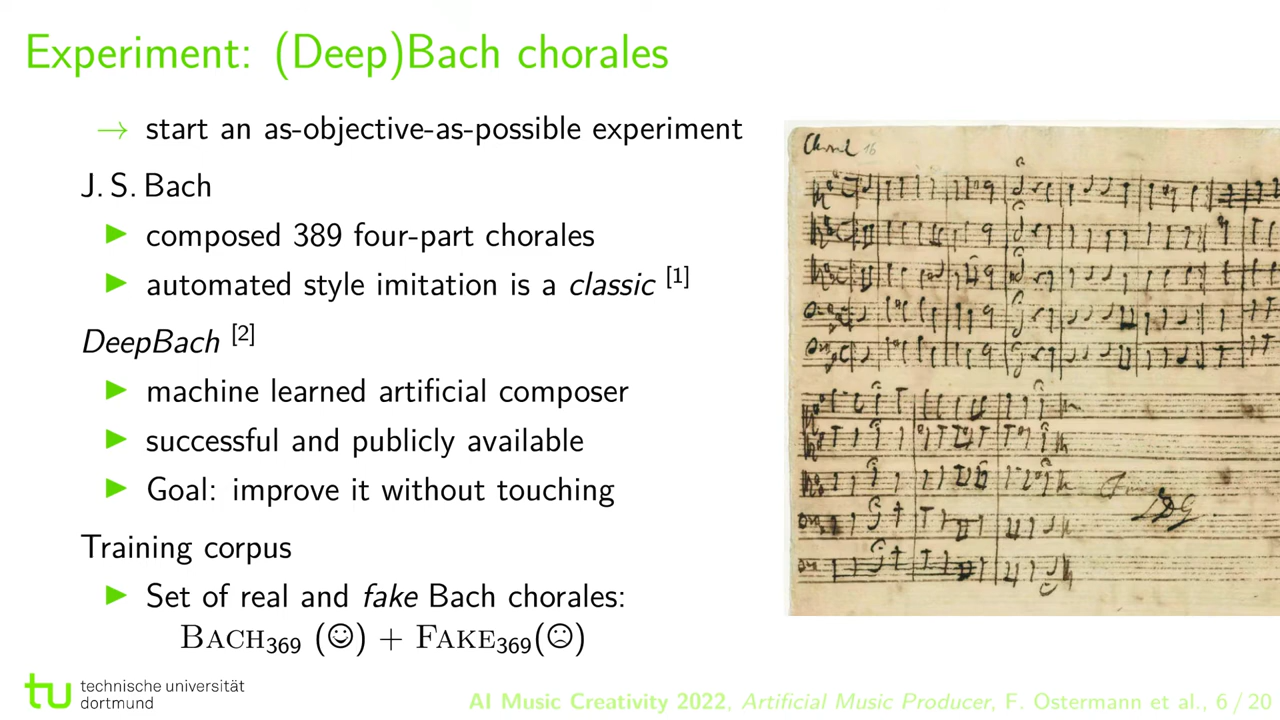 Experiment: (Deep)Bach chorales
→ start an as-objective-as-possible experiment
J. S. Bach
▶ composed 389 four-part chorales
▶ automated style imitation is a classic [1]
DeepBach [2]
▶ machine learned artificial composer
▶ successful and publicly available
▶ Goal: improve it without touching
Training corpus
▶ Set of real and fake Bach chorales:
BACH369 (☺) + FAKE369(☹)
Choral 16
tu technische universität
dortmund
AI Music Creativity 2022, Artificial Music Producer, F. Ostermann et al., 6 / 20